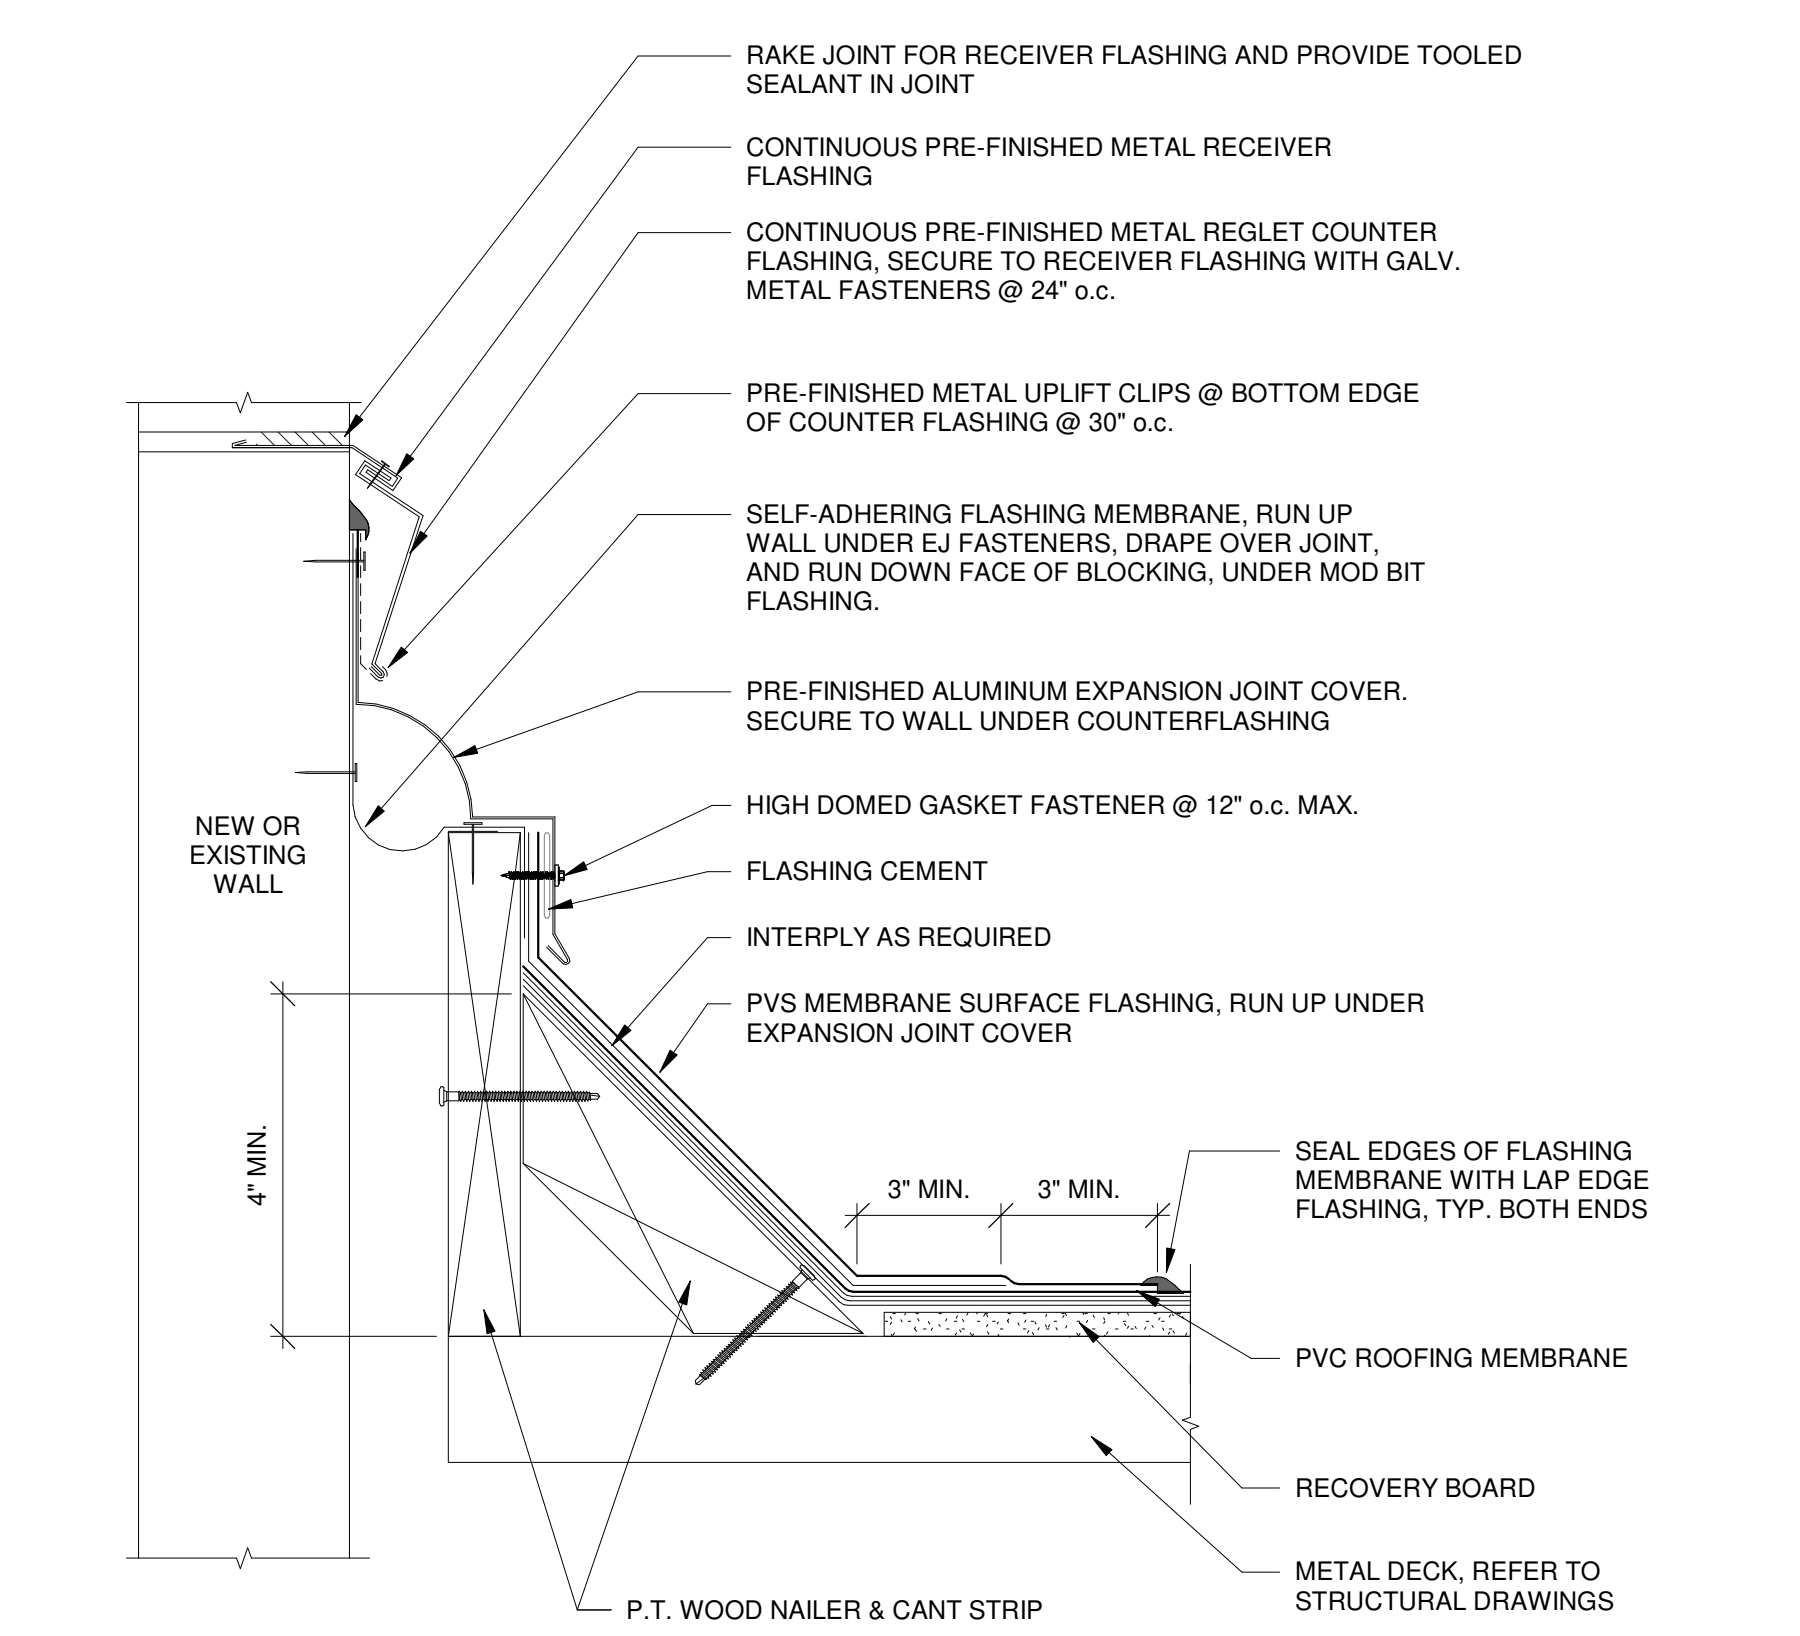 RAKE JOINT FOR RECEIVER FLASHING AND PROVIDE TOOLED
SEALANT IN JOINT
CONTINUOUS PRE-FINISHED METAL RECEIVER
FLASHING
CONTINUOUS PRE-FINISHED METAL REGLET COUNTER
FLASHING, SECURE TO RECEIVER FLASHING WITH GALV.
METAL FASTENERS @ 24" o.c.
PRE-FINISHED METAL UPLIFT CLIPS @ BOTTOM EDGE
OF COUNTER FLASHING @ 30" o.c.
SELF-ADHERING FLASHING MEMBRANE, RUN UP
WALL UNDER EJ FASTENERS, DRAPE OVER JOINT,
AND RUN DOWN FACE OF BLOCKING, UNDER MOD BIT
FLASHING.
PRE-FINISHED ALUMINUM EXPANSION JOINT COVER.
SECURE TO WALL UNDER COUNTERFLASHING
HIGH DOMED GASKET FASTENER @ 12" o.c. MAX.
NEW OR
EXISTING
WALL
FLASHING CEMENT
INTERPLY AS REQUIRED
PVS MEMBRANE SURFACE FLASHING, RUN UP UNDER
EXPANSION JOINT COVER
4" MIN.
3" MIN.
3" MIN.
SEAL EDGES OF FLASHING
MEMBRANE WITH LAP EDGE
FLASHING, TYP. BOTH ENDS
PVC ROOFING MEMBRANE
RECOVERY BOARD
METAL DECK, REFER TO
STRUCTURAL DRAWINGS
P.T. WOOD NAILER & CANT STRIP